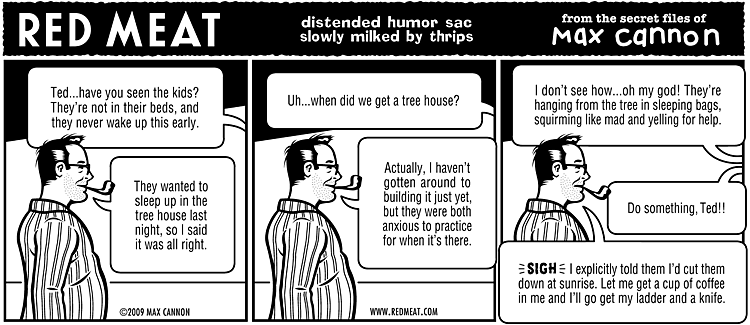 RED MEAT
distended humor sac
slowly milked by thrips
from the secret files of
Max Cannon
Ted...have you seen the kids?
They're not in their beds, and
they never wake up this early.
They wanted to
sleep up in the
tree house last
night, so I said
it was all right.
©2009 MAX CANNON
Uh...when did we get a tree house?
Actually, I haven't
gotten around to
building it just yet,
but they were both
anxious to practice
for when it's there.
WWW.REDMEAT.COM
I don't see how...oh my god! They're
hanging from the tree in sleeping bags,
squirming like mad and yelling for help.
Do something, Ted!!
SIGH I explicitly told them I'd cut them
down at sunrise. Let me get a cup of coffee
in me and I'll go get my ladder and a knife.